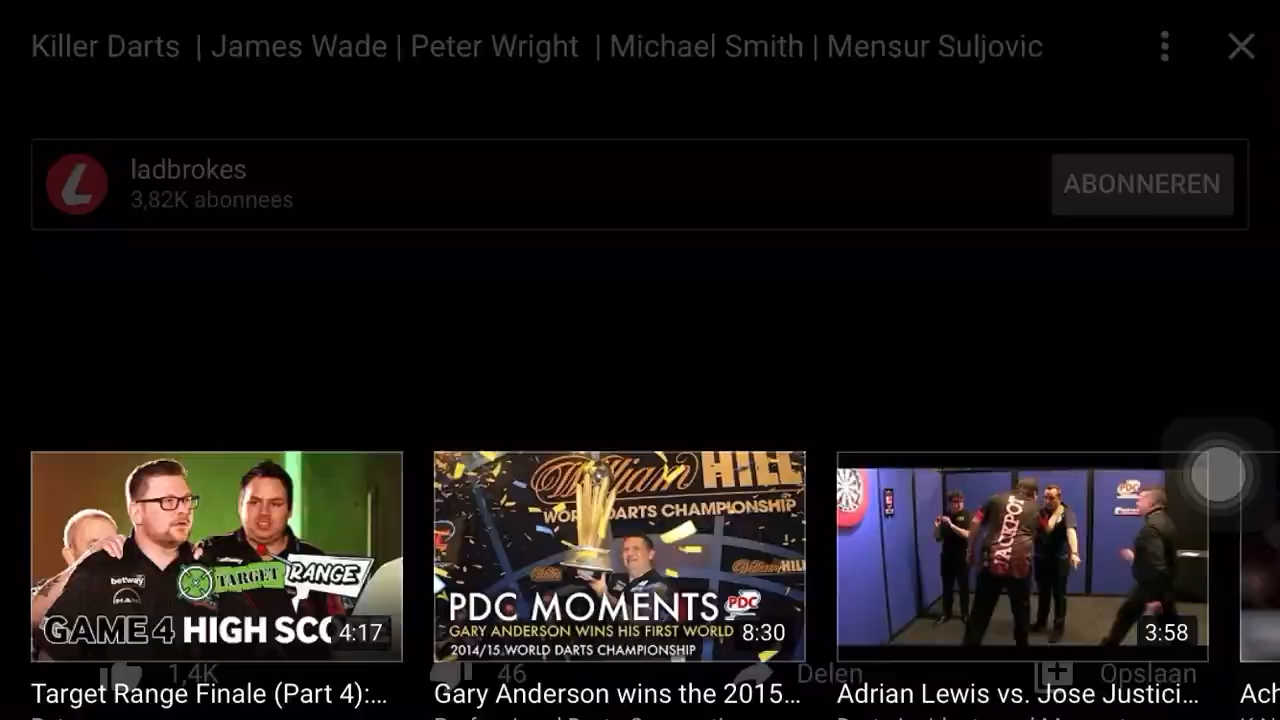 Killer Darts | James Wade | Peter Wright | Michael Smith | Mensur Suljovic
ladbrokes
3,82K abonnees
ABONNEREN
betway
TARGET RANGE
GAME 4 HIGH SCO
4:17
William HILL
WORLD DARTS CHAMPIONSHIP
PDC MOMENTS PDC
GARY ANDERSON WINS HIS FIRST WORLD
2014/15 WORLD DARTS CHAMPIONSHIP
8:30
JACKPOT
PDC
3:58
1,4K
46
Delen
Opslaan
Target Range Finale (Part 4):...
Gary Anderson wins the 2015...
Adrian Lewis vs. Jose Justici...
Ach